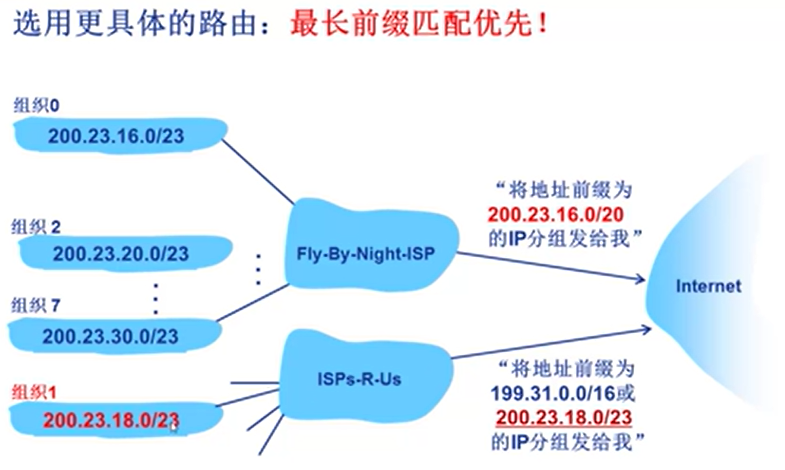 选用更具体的路由：最长前缀匹配优先！
组织0
200.23.16.0/23
组织 2
200.23.20.0/23
组织 7
200.23.30.0/23
组织1
200.23.18.0/23
Fly-By-Night-ISP
ISPs-R-Us
“将地址前缀为
200.23.16.0/20
的IP分组发给我”
“将地址前缀为
199.31.0.0/16或
200.23.18.0/23
的IP分组发给我”
Internet